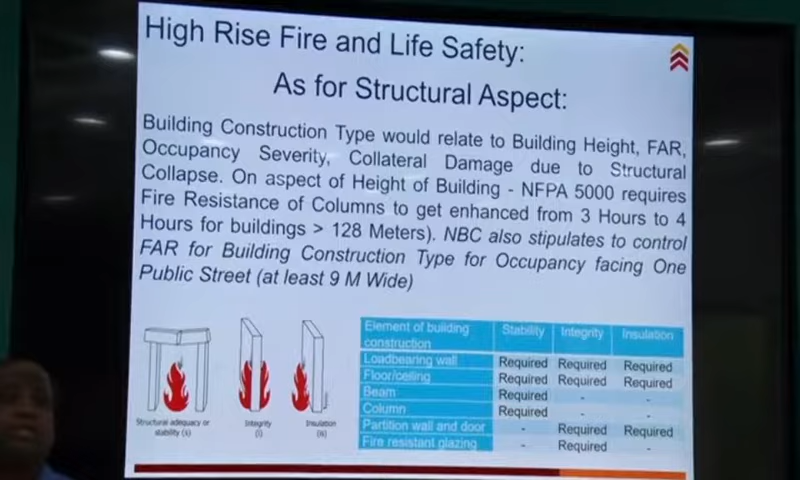 High Rise Fire and Life Safety:
As for Structural Aspect:
Building Construction Type would relate to Building Height, FAR,
Occupancy Severity, Collateral Damage due to Structural
Collapse. On aspect of Height of Building - NFPA 5000 requires
Fire Resistance of Columns to get enhanced from 3 Hours to 4
Hours for buildings > 128 Meters). NBC also stipulates to control
FAR for Building Construction Type for Occupancy facing One
Public Street (at least 9 M Wide)
Element of building construction Stability Integrity Insulation
Loadbearing wall Required Required Required
Floor/ceiling Required Required Required
Beam Required - -
Column Required - -
Partition wall and door - Required Required
Fire resistant glazing - Required -
Structural adequacy or
stability (s)
Integrity
(i)
Insulation